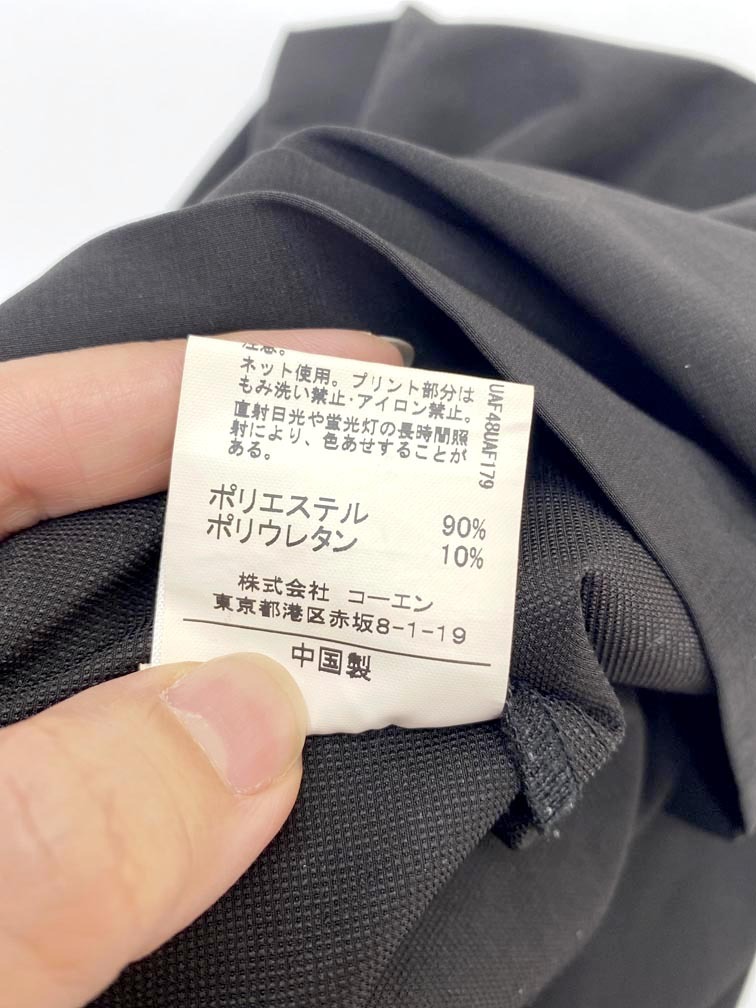 注意。
ネット使用。プリント部分は
もみ洗い禁止・アイロン禁止。
直射日光や蛍光灯の長時間照
射により、色あせすることが
ある。
UAF48UAF179
ポリエステル 90%
ポリウレタン 10%
株式会社 コーエン
東京都港区赤坂8-1-19
中国製